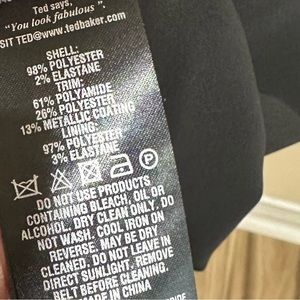 Ted says,
"You look fabulous".
SIT TED@www.tedbaker.com
SHELL:
98% POLYESTER
2% ELASTANE
TRIM:
61% POLYAMIDE
26% POLYESTER
13% METALLIC COATING
LINING:
97% POLYESTER
3% ELASTANE
A P
DO NOT USE PRODUCTS
CONTAINING BLEACH, OIL OR
ALCOHOL. DRY CLEAN ONLY, DO
NOT WASH. COOL IRON ON
REVERSE. MAY BE DRY
CLEANED. DO NOT LEAVE IN
DIRECT SUNLIGHT. REMOVE
BELT BEFORE CLEANING.
MADE IN CHINA